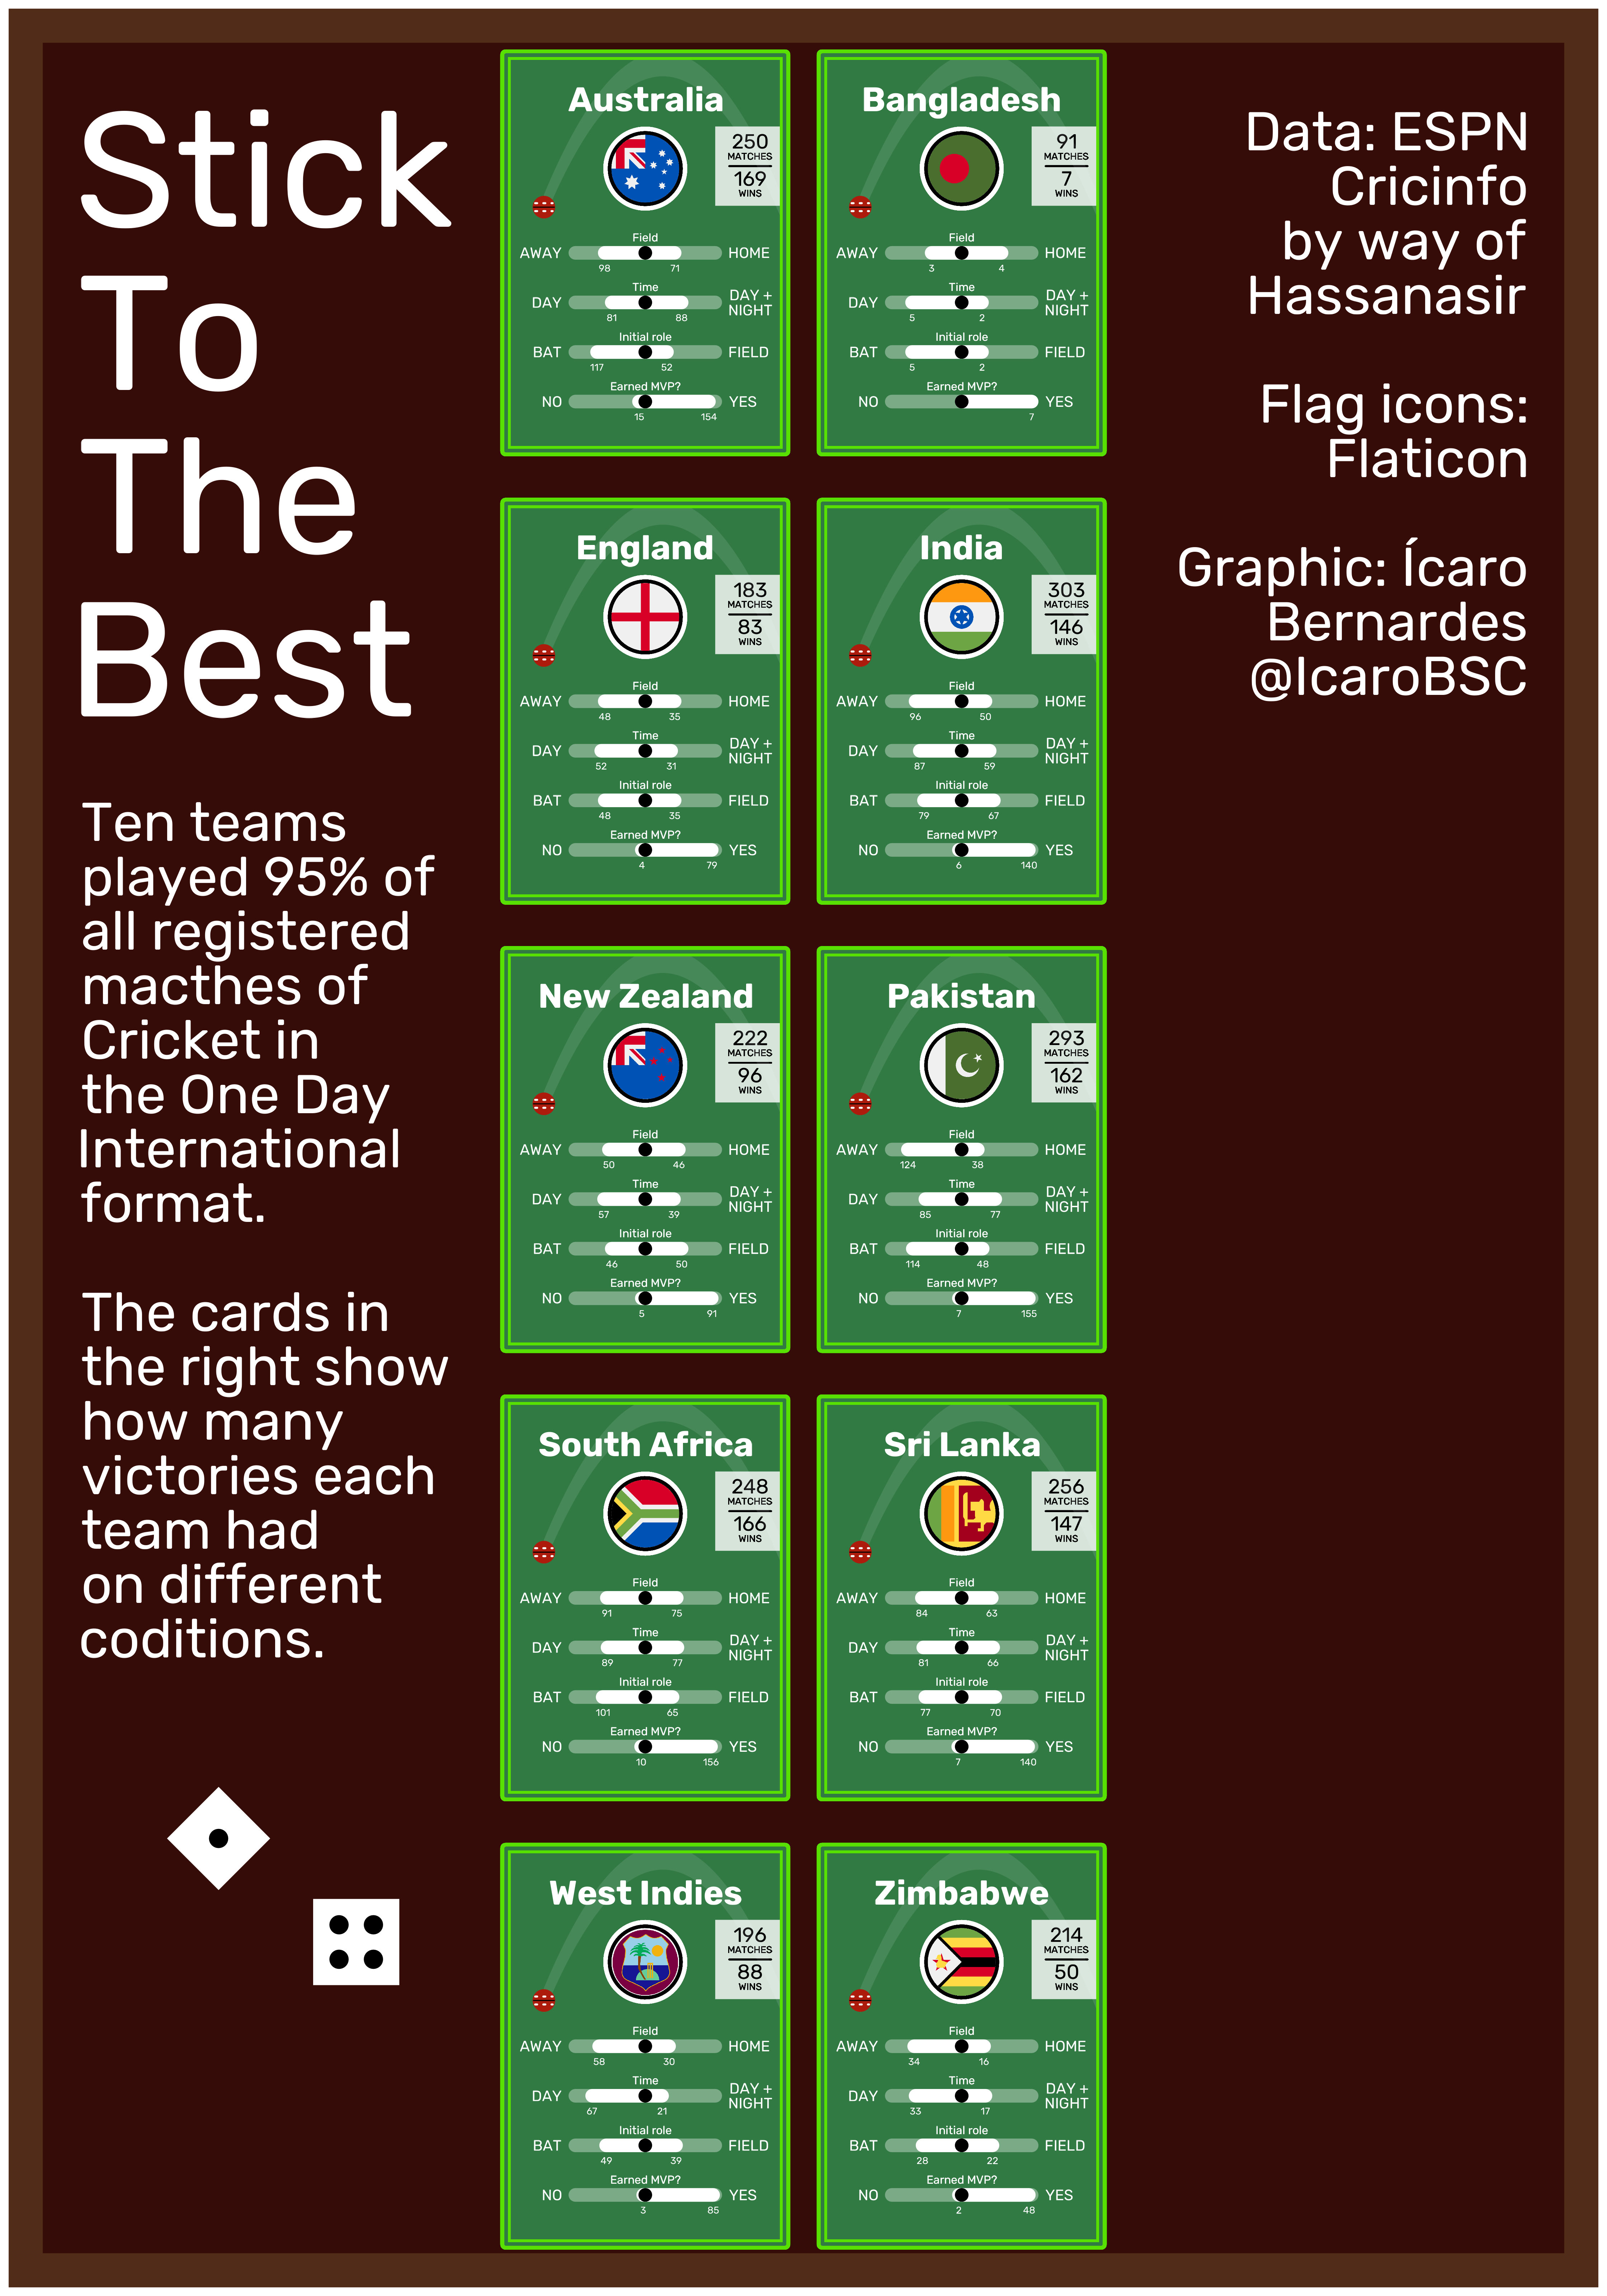 Stick
To
The
Best
Ten teams
played 95% of
all registered
macthes of
Cricket in
the One Day
International
format.
The cards in
the right show
how many
victories each
team had
on different
coditions.
Australia
250
MATCHES
169
WINS
Field
AWAY HOME
98 71
Time
DAY DAY +
NIGHT
81 88
Initial role
BAT FIELD
117 52
Earned MVP?
NO YES
15 154
Bangladesh
91
MATCHES
7
WINS
Field
AWAY HOME
3 4
Time
DAY DAY +
NIGHT
5 2
Initial role
BAT FIELD
5 2
Earned MVP?
NO YES
7
England
183
MATCHES
83
WINS
Field
AWAY HOME
48 35
Time
DAY DAY +
NIGHT
52 31
Initial role
BAT FIELD
48 35
Earned MVP?
NO YES
4 79
India
303
MATCHES
146
WINS
Field
AWAY HOME
96 50
Time
DAY DAY +
NIGHT
87 59
Initial role
BAT FIELD
79 67
Earned MVP?
NO YES
6 140
New Zealand
222
MATCHES
96
WINS
Field
AWAY HOME
50 46
Time
DAY DAY +
NIGHT
57 39
Initial role
BAT FIELD
46 50
Earned MVP?
NO YES
5 91
Pakistan
293
MATCHES
162
WINS
Field
AWAY HOME
124 38
Time
DAY DAY +
NIGHT
85 77
Initial role
BAT FIELD
114 48
Earned MVP?
NO YES
7 155
South Africa
248
MATCHES
166
WINS
Field
AWAY HOME
91 75
Time
DAY DAY +
NIGHT
89 77
Initial role
BAT FIELD
101 65
Earned MVP?
NO YES
10 156
Sri Lanka
256
MATCHES
147
WINS
Field
AWAY HOME
84 63
Time
DAY DAY +
NIGHT
81 66
Initial role
BAT FIELD
77 70
Earned MVP?
NO YES
7 140
West Indies
196
MATCHES
88
WINS
Field
AWAY HOME
58 30
Time
DAY DAY +
NIGHT
67 21
Initial role
BAT FIELD
49 39
Earned MVP?
NO YES
3 85
Zimbabwe
214
MATCHES
50
WINS
Field
AWAY HOME
34 16
Time
DAY DAY +
NIGHT
33 17
Initial role
BAT FIELD
28 22
Earned MVP?
NO YES
2 48
Data: ESPN
Cricinfo
by way of
Hassanasir
Flag icons:
Flaticon
Graphic: Ícaro
Bernardes
@IcaroBSC